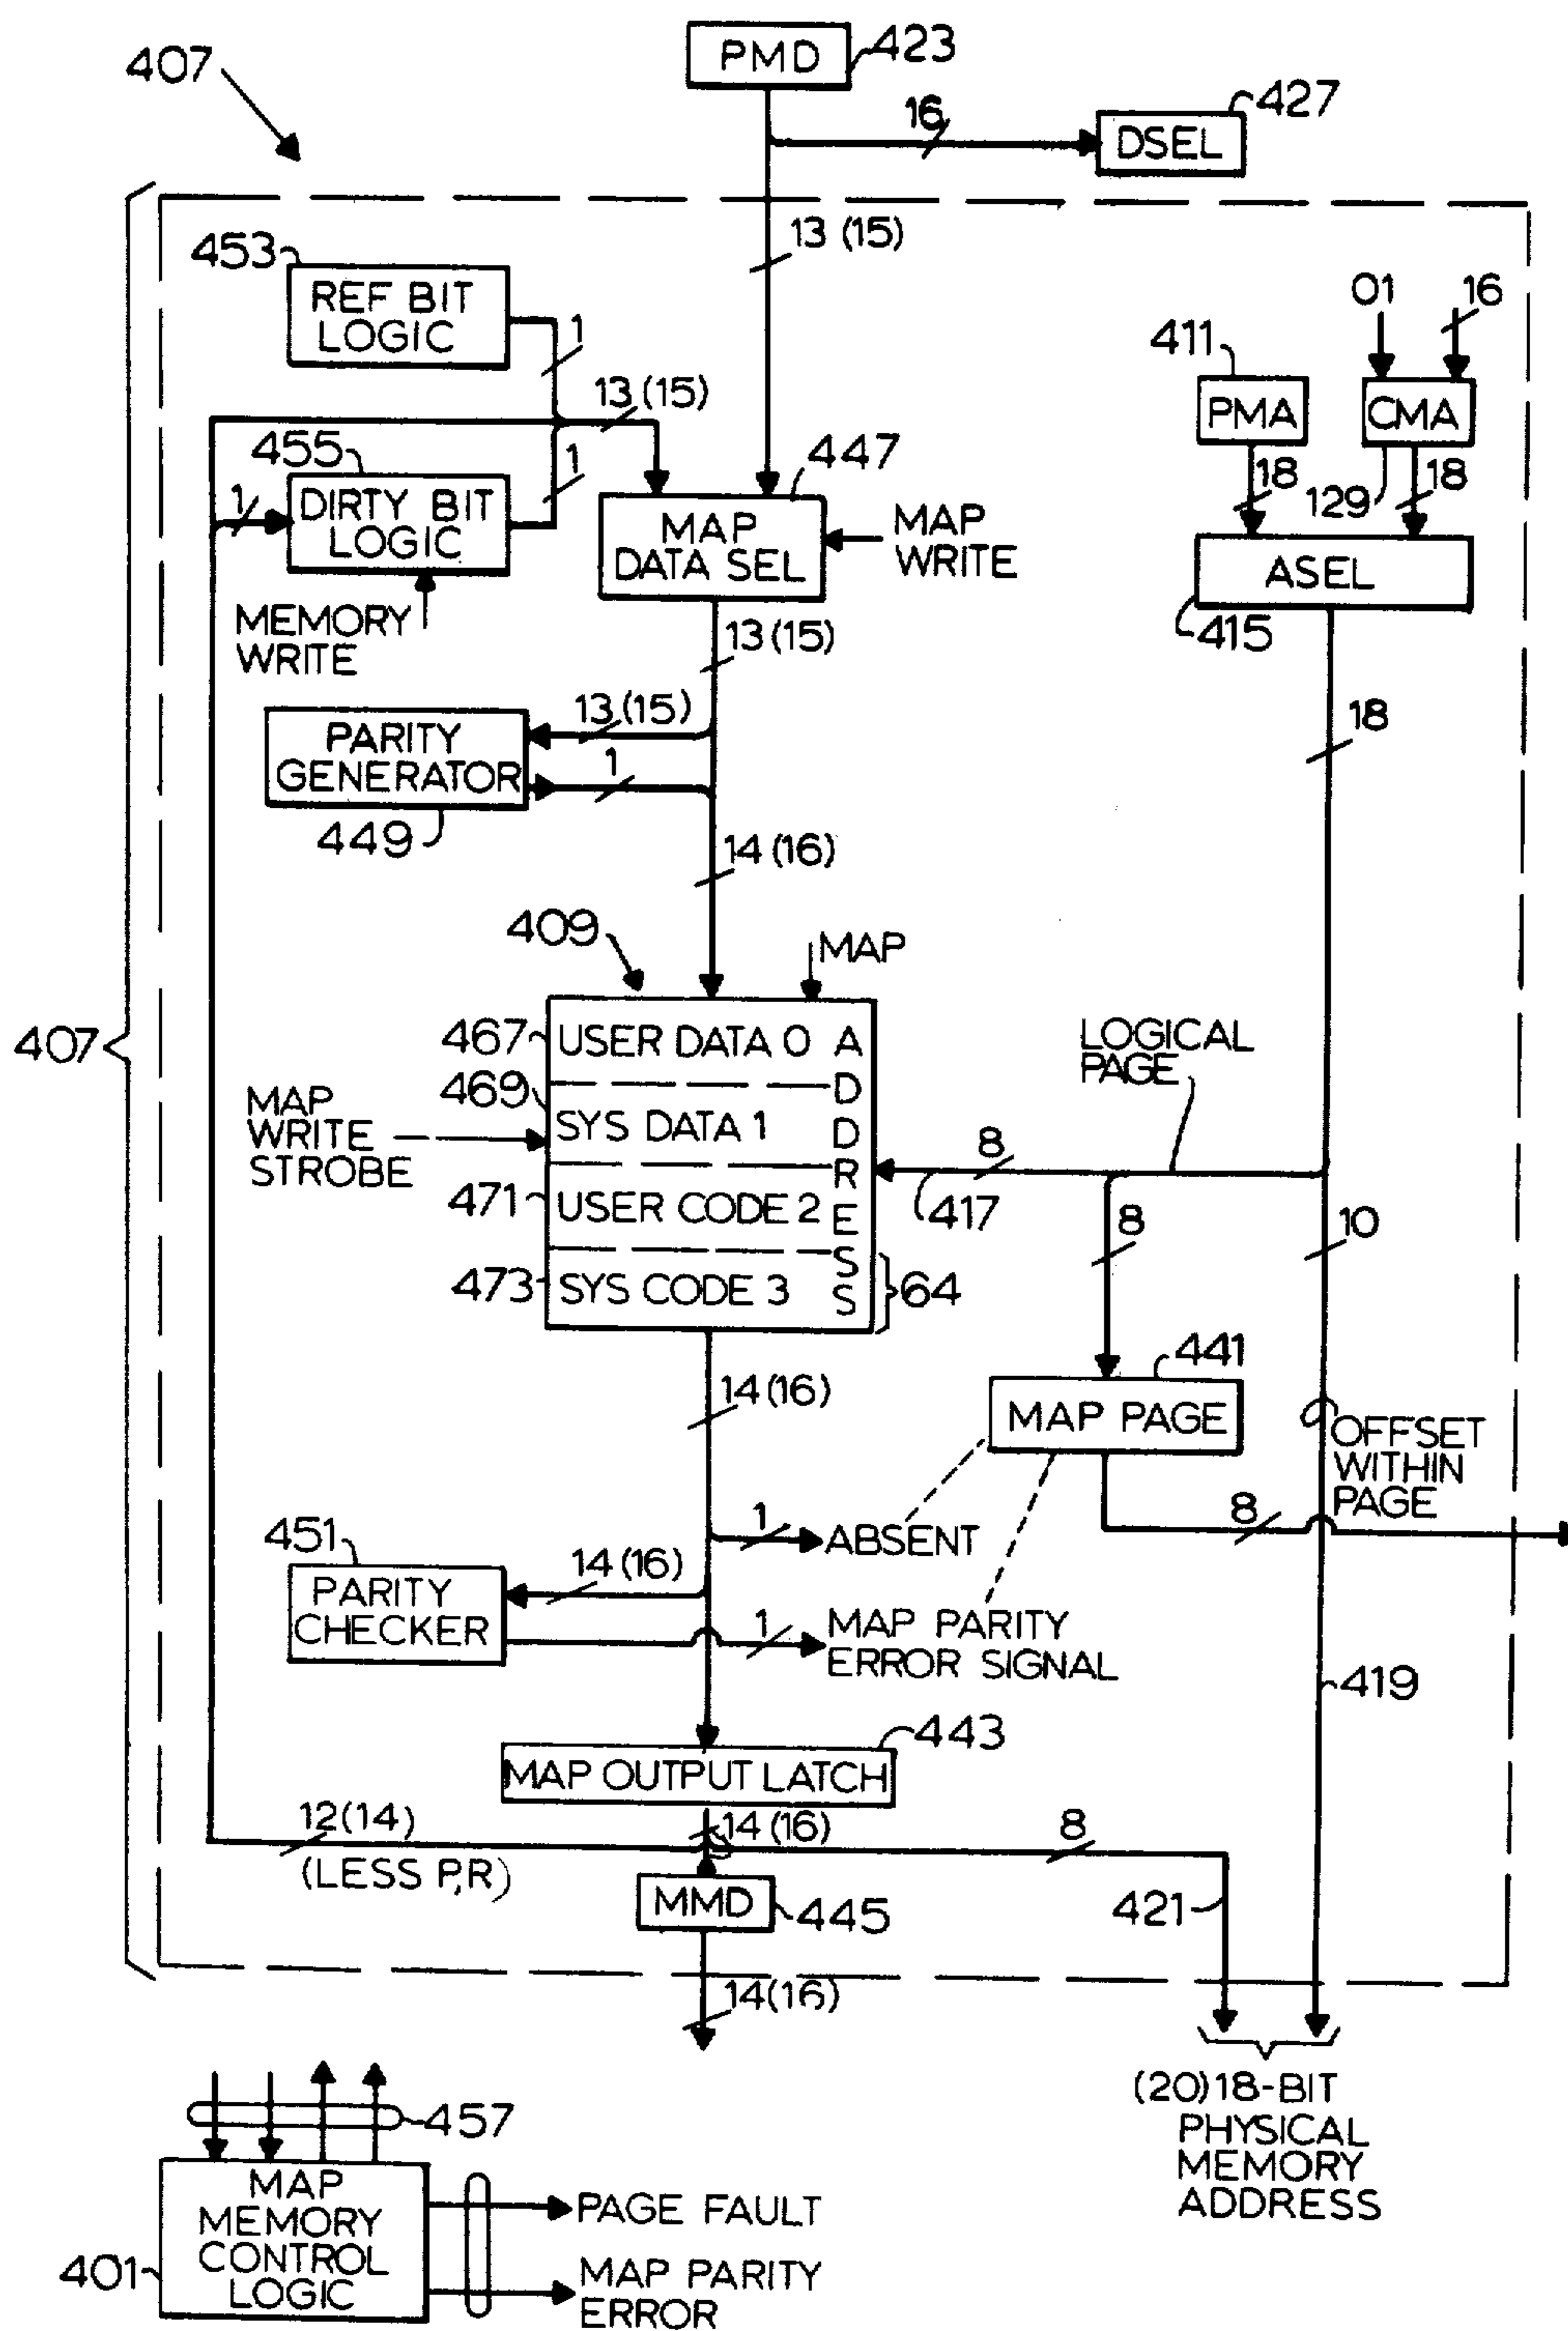 PMD
423
407
16
DSEL
427
13 (15)
453
REF BIT
LOGIC
1
13 (15)
01
16
411
PMA
CMA
455
DIRTY BIT
LOGIC
1
1
447
MAP
DATA SEL
MAP
WRITE
18
129
18
ASEL
415
MEMORY
WRITE
13 (15)
13 (15)
PARITY
GENERATOR
1
449
18
14 (16)
409
MAP
407
467
USER DATA 0
469
SYS DATA 1
471
USER CODE 2
473
SYS CODE 3
ADDRESS
64
MAP
WRITE
STROBE
LOGICAL
PAGE
8
417
8
10
441
MAP PAGE
14 (16)
OFFSET
WITHIN
PAGE
8
1
ABSENT
451
PARITY
CHECKER
14 (16)
1
MAP PARITY
ERROR SIGNAL
419
443
MAP OUTPUT LATCH
12(14)
(LESS P,R)
14 (16)
8
MMD
445
421
14(16)
(20)18-BIT
PHYSICAL
MEMORY
ADDRESS
457
MAP
MEMORY
CONTROL
LOGIC
401
PAGE FAULT
MAP PARITY
ERROR